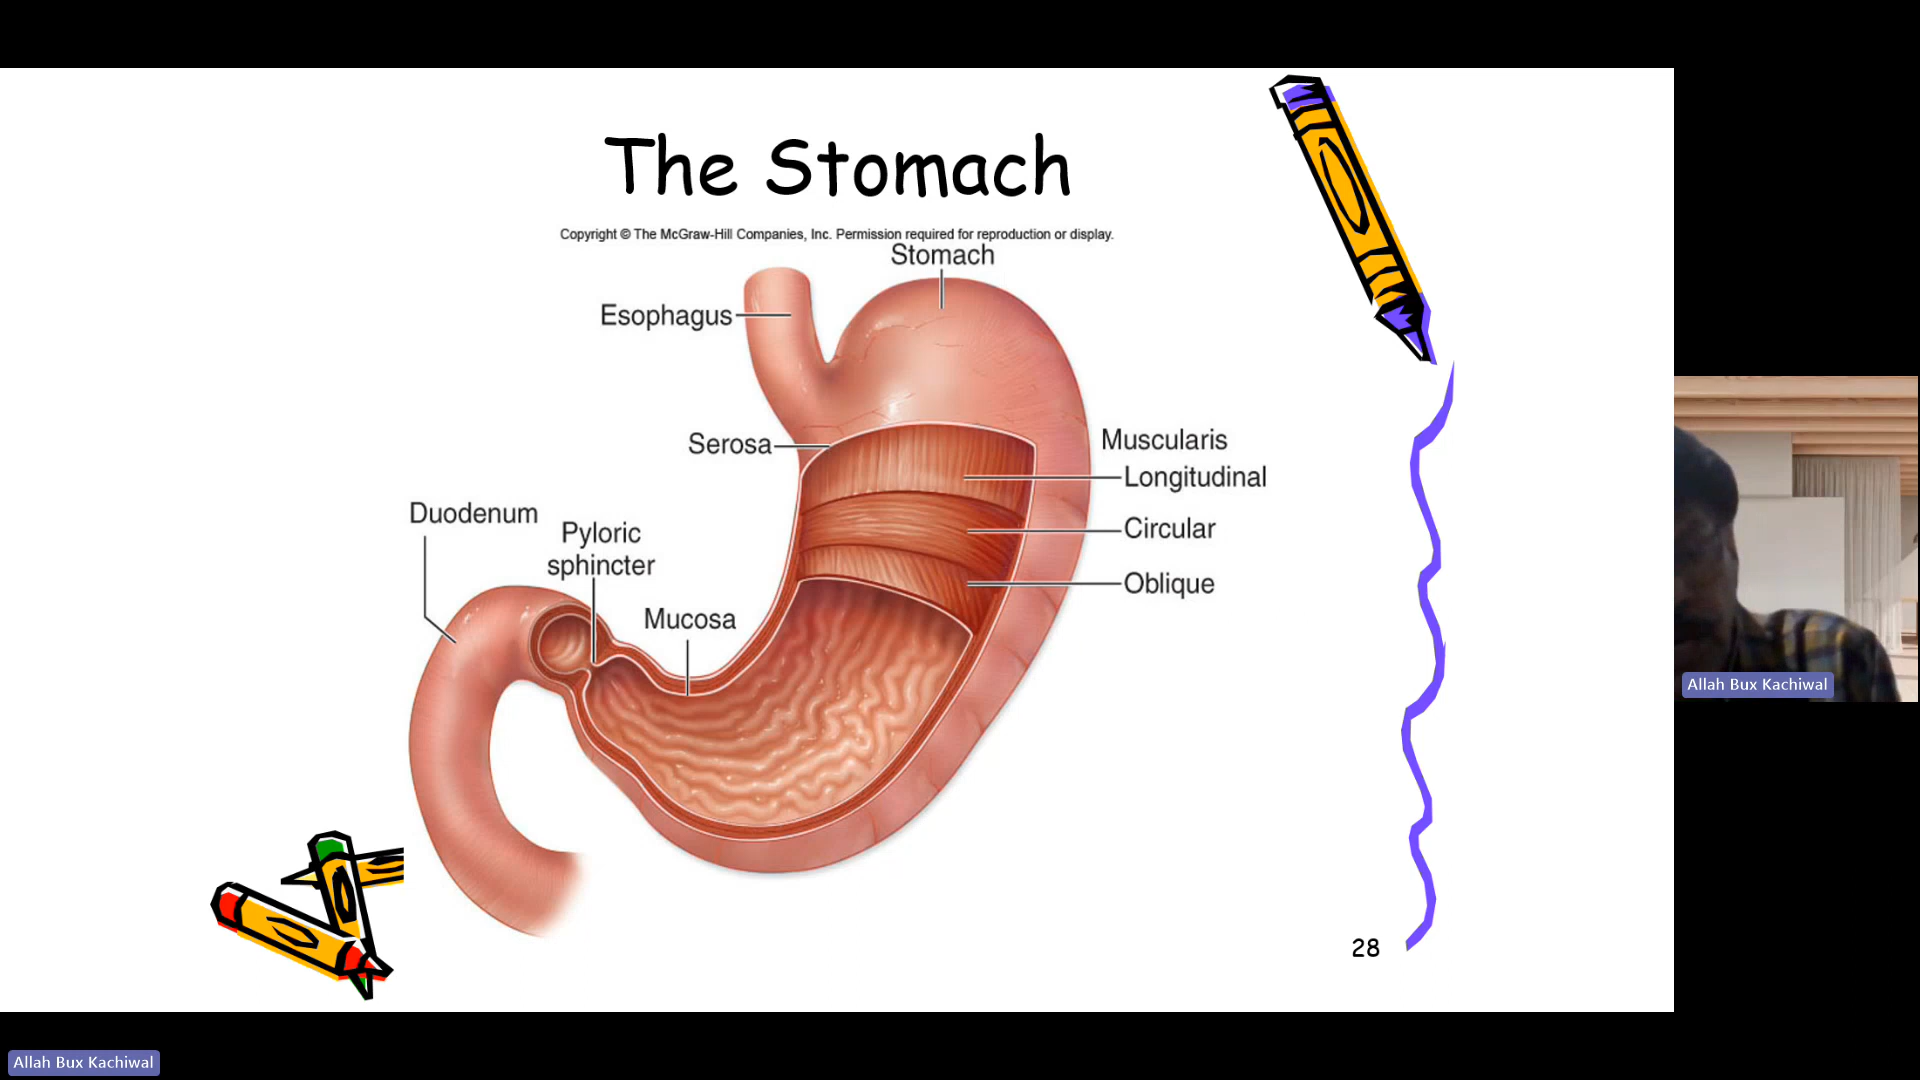 The Stomach
Copyright © The McGraw-Hill Companies, Inc. Permission required for reproduction or display.
Stomach
Esophagus
Serosa
Muscularis
Longitudinal
Duodenum
Pyloric
sphincter
Circular
Oblique
Mucosa
Allah Bux Kachiwal
28
Allah Bux Kachiwal